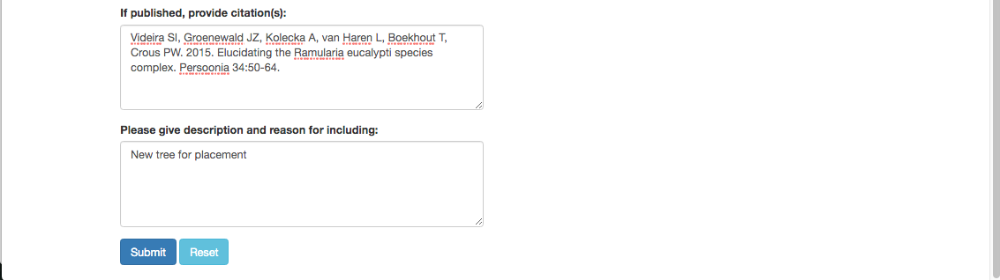 If published, provide citation(s):
Videira SI, Groenewald JZ, Kolecka A, van Haren L, Boekhout T,
Crous PW. 2015. Elucidating the Ramularia eucalypti species
complex. Persoonia 34:50-64.
Please give description and reason for including:
New tree for placement
Submit Reset